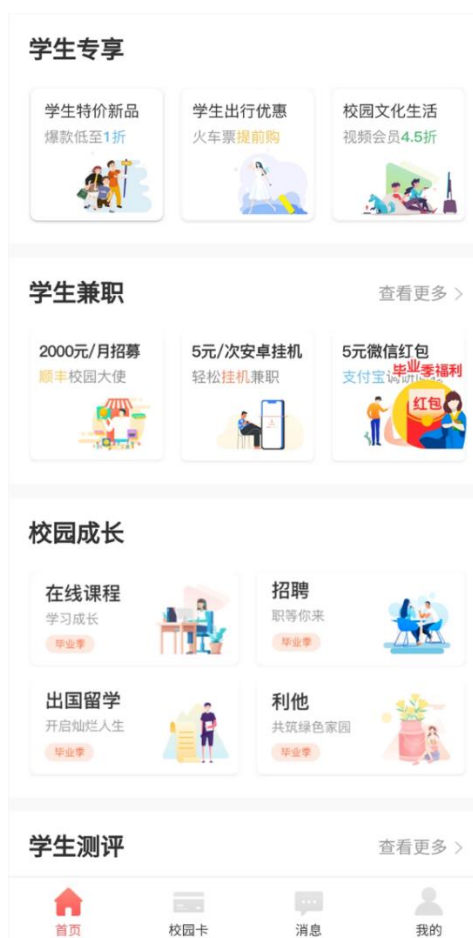 学生专享
学生特价新品
爆款低至1折
学生出行优惠
火车票提前购
校园文化生活
视频会员4.5折
学生兼职
查看更多 >
2000元/月招募
顺丰校园大使
5元/次安卓挂机
轻松挂机兼职
5元微信红包
支付宝调研
毕业季福利
红包
校园成长
在线课程
学习成长
毕业季
招聘
职等你来
毕业季
出国留学
开启灿烂人生
毕业季
利他
共筑绿色家园
毕业季
学生测评
查看更多 >
首页
校园卡
消息
我的